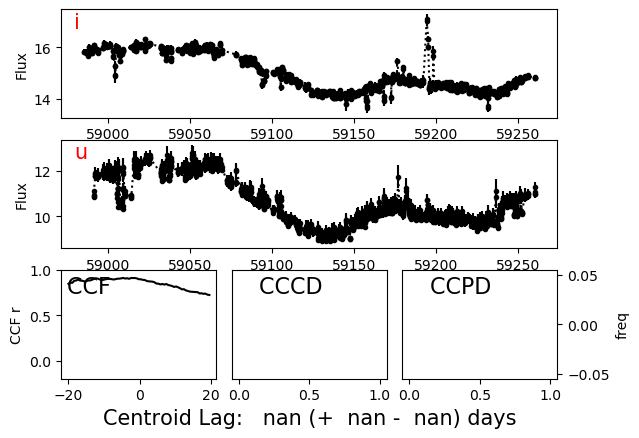 i
Flux
16
14
59000 59050 59100 59150 59200 59250
u
Flux
12
10
59000 59050 59100 59150 59200 59250
CCF
CCF r
1.0
0.5
0.0
−20 0 20
CCCD
0.0 0.5 1.0
CCPD
0.05
0.00
−0.05
freq
0.0 0.5 1.0
Centroid Lag: nan (+ nan - nan) days